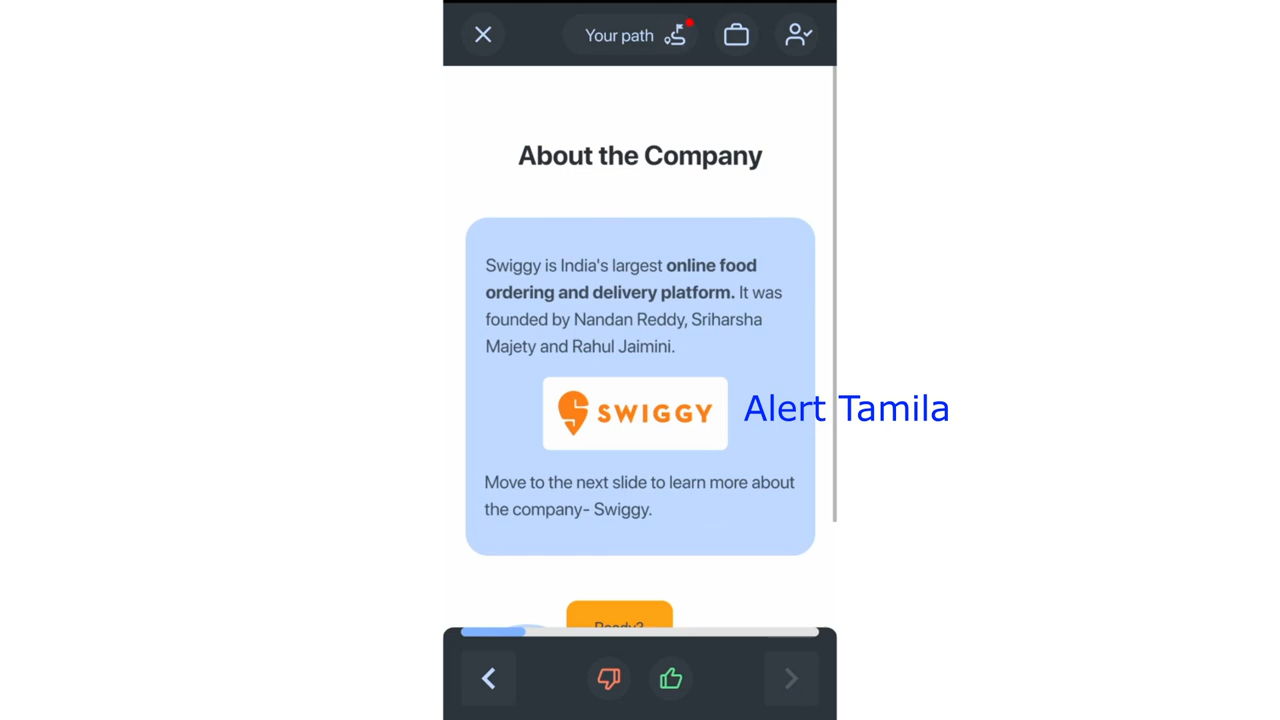 Your path
About the Company
Swiggy is India's largest online food
ordering and delivery platform. It was
founded by Nandan Reddy, Sriharsha
Majety and Rahul Jaimini.
SWIGGY
Alert Tamila
Move to the next slide to learn more about
the company- Swiggy.
Ready?